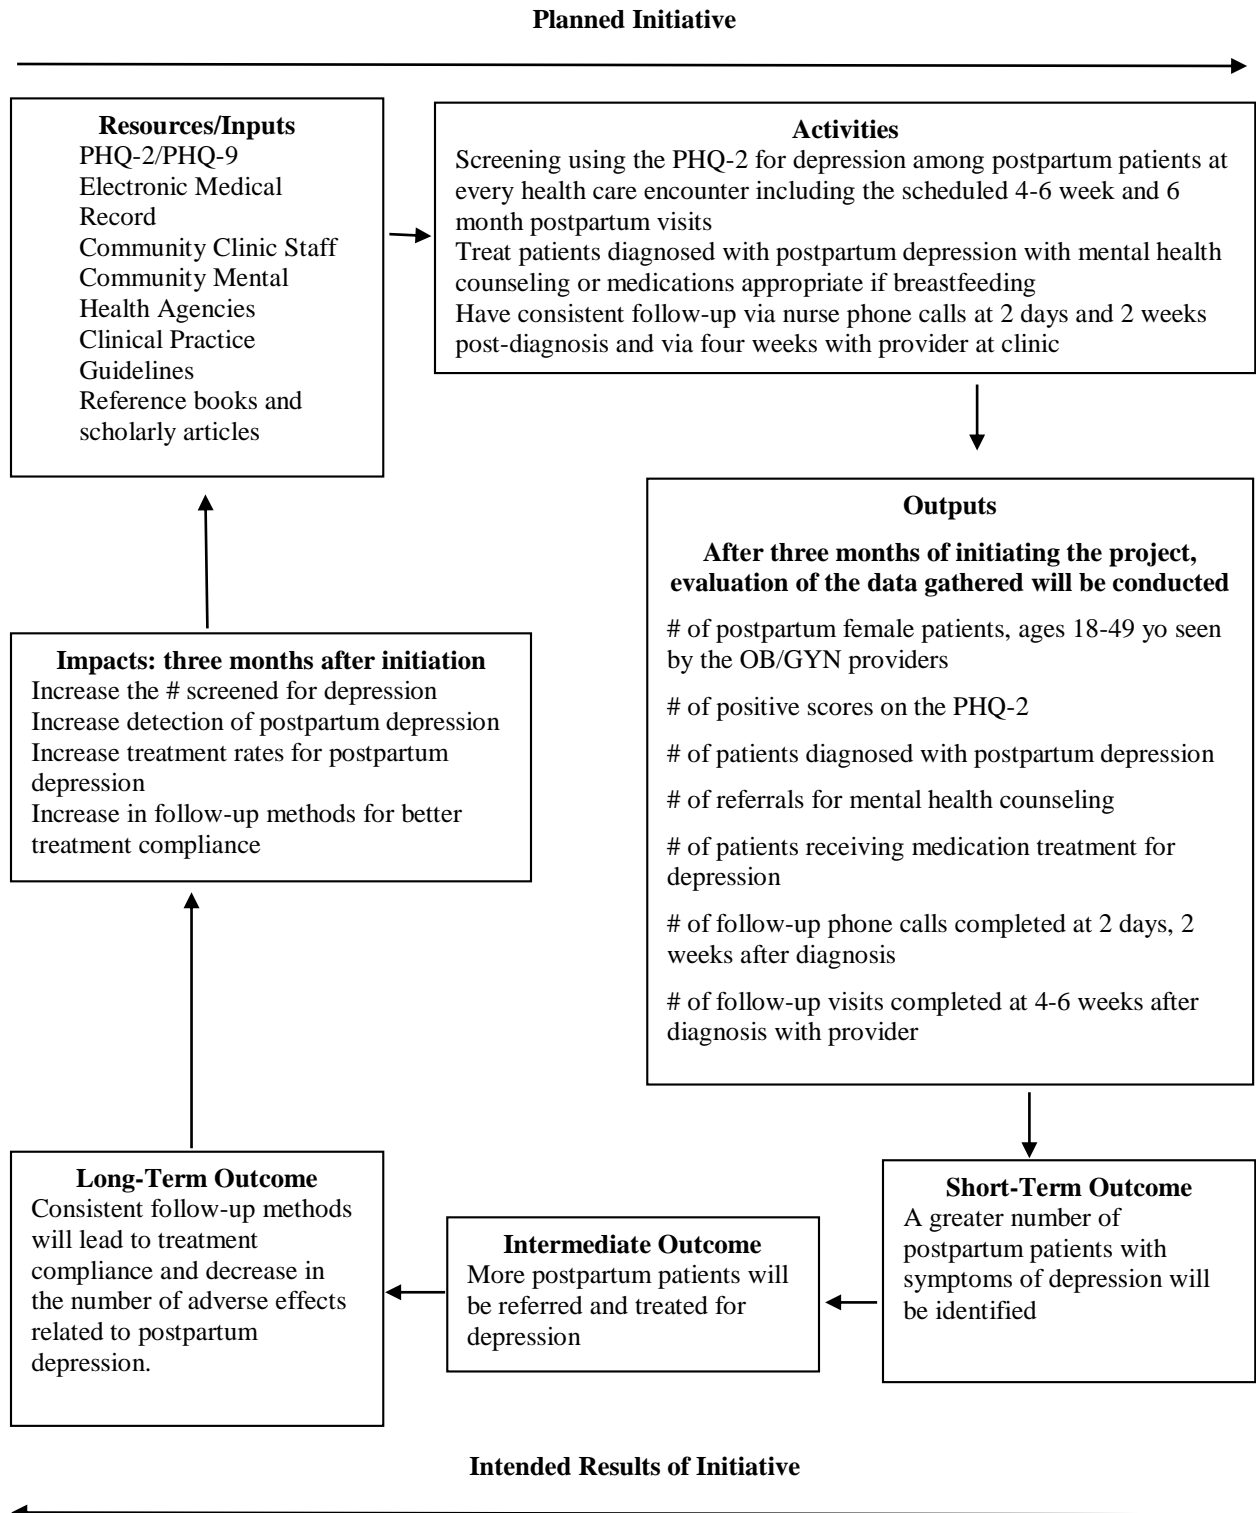 Planned Initiative
Resources/Inputs
PHQ-2/PHQ-9
Electronic Medical
Record
Community Clinic Staff
Community Mental
Health Agencies
Clinical Practice
Guidelines
Reference books and
scholarly articles
Activities
Screening using the PHQ-2 for depression among postpartum patients at
every health care encounter including the scheduled 4-6 week and 6
month postpartum visits
Treat patients diagnosed with postpartum depression with mental health
counseling or medications appropriate if breastfeeding
Have consistent follow-up via nurse phone calls at 2 days and 2 weeks
post-diagnosis and via four weeks with provider at clinic
Outputs
After three months of initiating the project,
evaluation of the data gathered will be conducted
# of postpartum female patients, ages 18-49 yo seen
by the OB/GYN providers
# of positive scores on the PHQ-2
# of patients diagnosed with postpartum depression
# of referrals for mental health counseling
# of patients receiving medication treatment for
depression
# of follow-up phone calls completed at 2 days, 2
weeks after diagnosis
# of follow-up visits completed at 4-6 weeks after
diagnosis with provider
Short-Term Outcome
A greater number of
postpartum patients with
symptoms of depression will
be identified
Intermediate Outcome
More postpartum patients will
be referred and treated for
depression
Long-Term Outcome
Consistent follow-up methods
will lead to treatment
compliance and decrease in
the number of adverse effects
related to postpartum
depression.
Impacts: three months after initiation
Increase the # screened for depression
Increase detection of postpartum depression
Increase treatment rates for postpartum
depression
Increase in follow-up methods for better
treatment compliance
Intended Results of Initiative